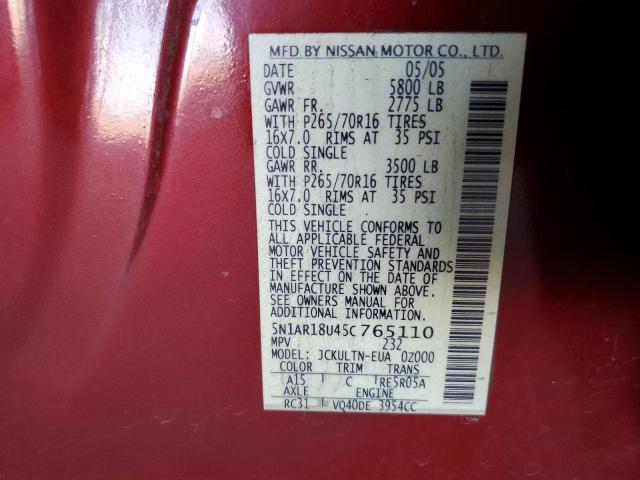 MFD BY NISSAN MOTOR CO., LTD.
DATE 05/05
GVWR 5800 LB
GAWR FR. 2775 LB
WITH P265/70R16 TIRES
16X7.0 RIMS AT 35 PSI
COLD SINGLE
GAWR RR. 3500 LB
WITH P265/70R16 TIRES
16X7.0 RIMS AT 35 PSI
COLD SINGLE
THIS VEHICLE CONFORMS TO
ALL APPLICABLE FEDERAL
MOTOR VEHICLE SAFETY AND
THEFT PREVENTION STANDARDS
IN EFFECT ON THE DATE OF
MANUFACTURE SHOWN ABOVE.
SEE OWNERS MANUAL FOR
ADDITIONAL INFORMATION
5N1AR18U45C765110
MPV 232
MODEL: JCKULTN-EUA 0Z000
COLOR TRIM TRANS
A15 C RE5R05A
AXLE ENGINE
RC31 VQ40DE 3954CC